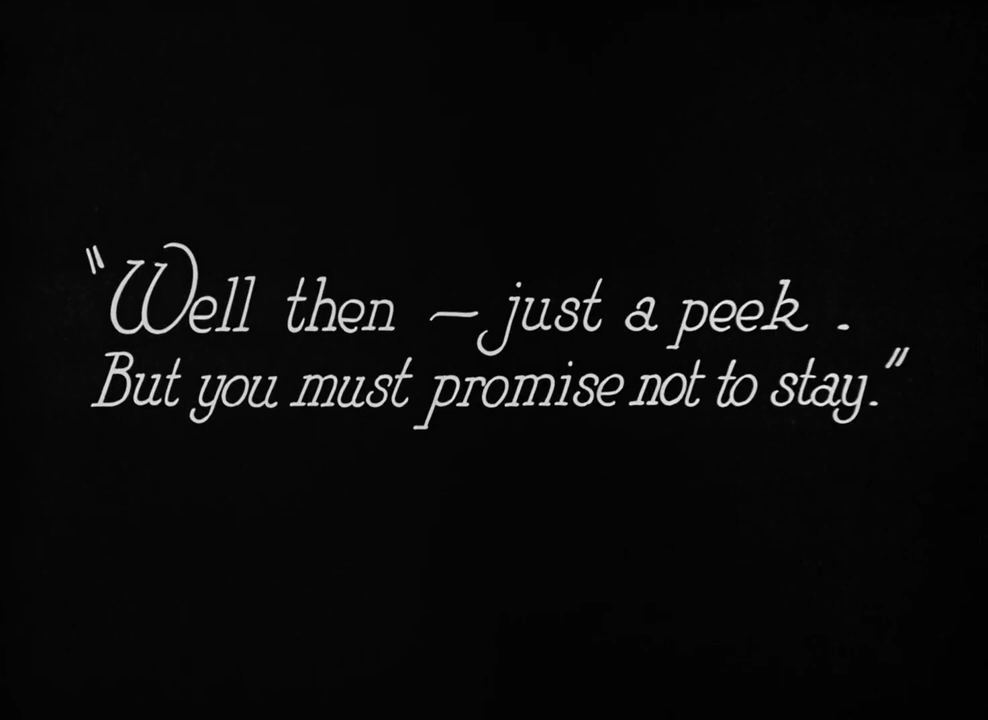 "Well then — just a peek.
But you must promise not to stay."